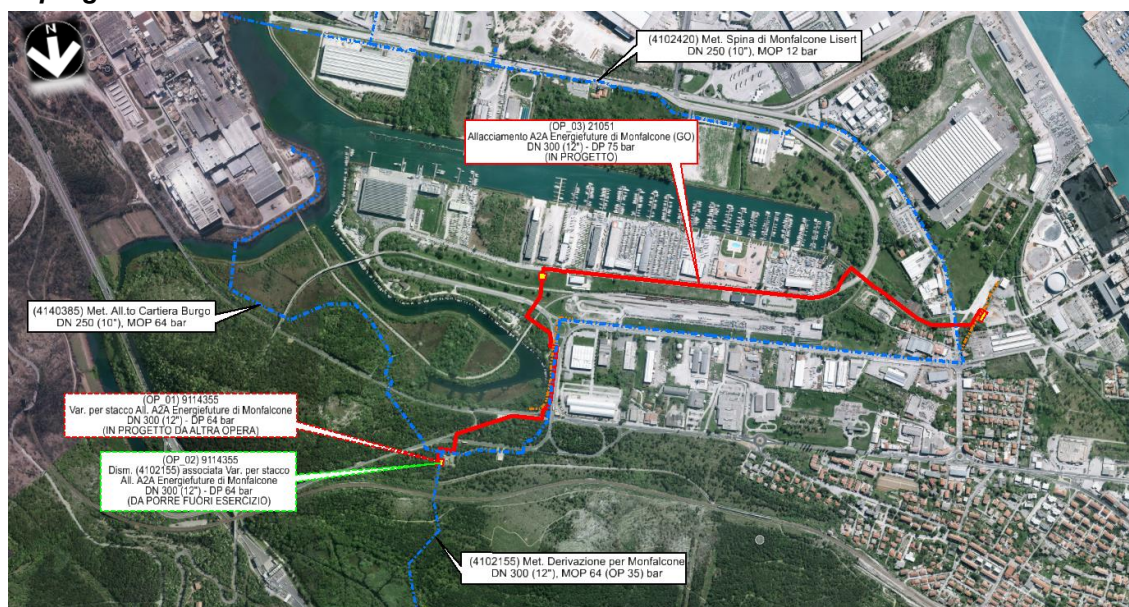 N
(4102420) Met. Spina di Monfalcone Lisert
DN 250 (10"), MOP 12 bar
(OP_03) 21051
Allacciamento A2A Energiefuture di Monfalcone (GO)
DN 300 (12") - DP 75 bar
(IN PROGETTO)
(4140385) Met. All.to Cartiera Burgo
DN 250 (10"), MOP 64 bar
(OP_01) 9114355
Var. per stacco All. A2A Energiefuture di Monfalcone
DN 300 (12") - DP 64 bar
(IN PROGETTO DA ALTRA OPERA)
(OP_02) 9114355
Dism. (4102155) associata Var. per stacco
All. A2A Energiefuture di Monfalcone
DN 300 (12") - DP 64 bar
(DA PORRE FUORI ESERCIZIO)
(4102155) Met. Derivazione per Monfalcone
DN 300 (12"), MOP 64 (OP 35) bar